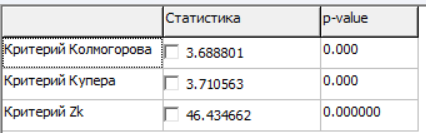 Статистика p-value
Критерий Колмогорова 3.688801 0.000
Критерий Купера 3.710563 0.000
Критерий Zk 46.434662 0.000000